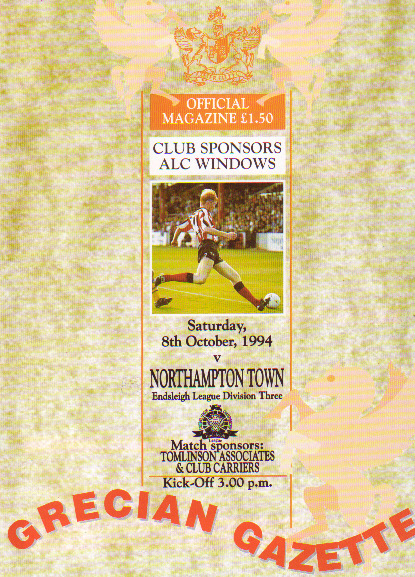 OFFICIAL
MAGAZINE £1.50
CLUB SPONSORS
ALC WINDOWS
Saturday,
8th October, 1994
v
NORTHAMPTON TOWN
Endsleigh League Division Three
Match sponsors:
TOMLINSON ASSOCIATES
& CLUB CARRIERS
Kick-Off 3.00 p.m.
GRECIAN GAZETTE